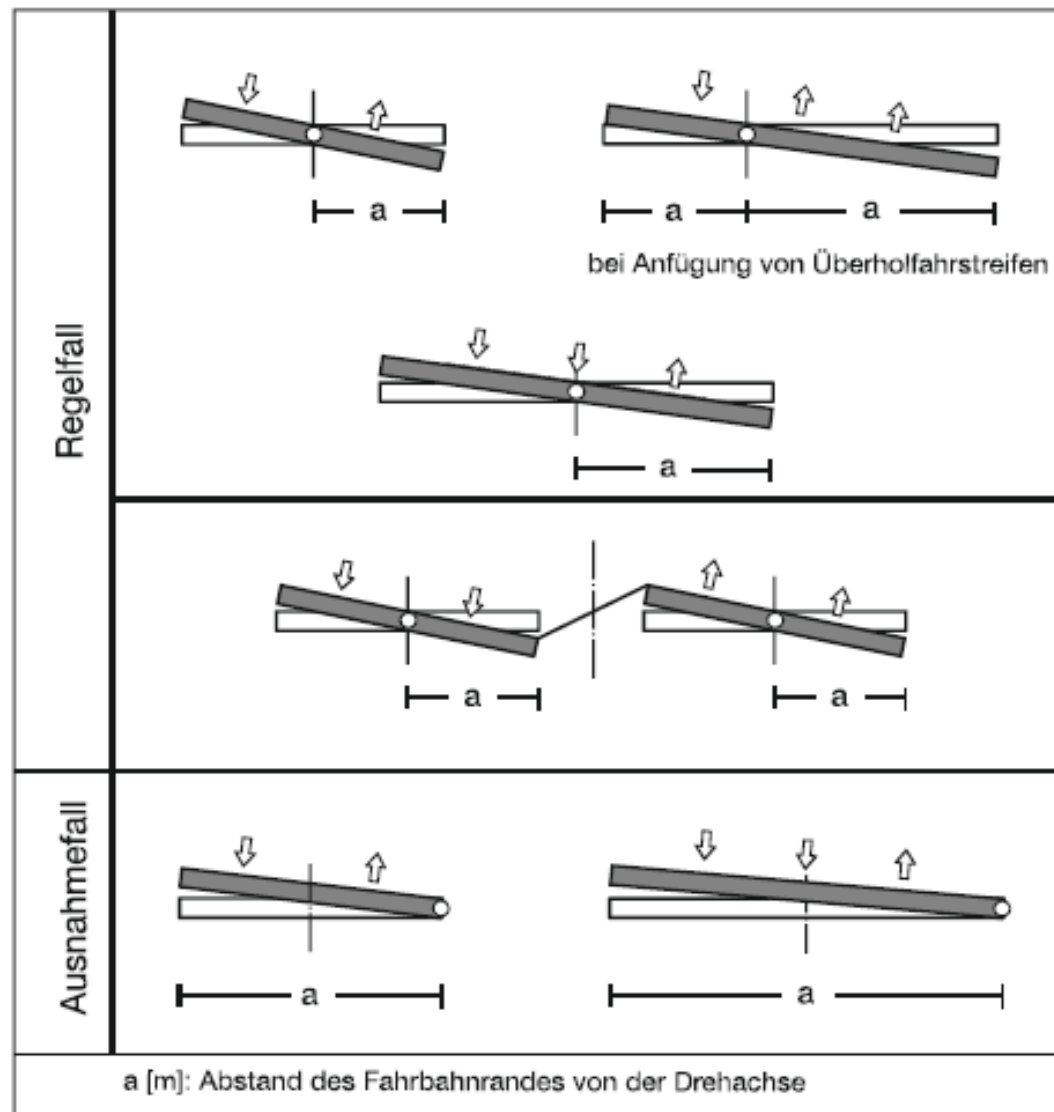 Regelfall
a
a
a
bei Anfügung von Überholfahrstreifen
a
a
a
Ausnahmefall
a
a
a [m]: Abstand des Fahrbahnrandes von der Drehachse